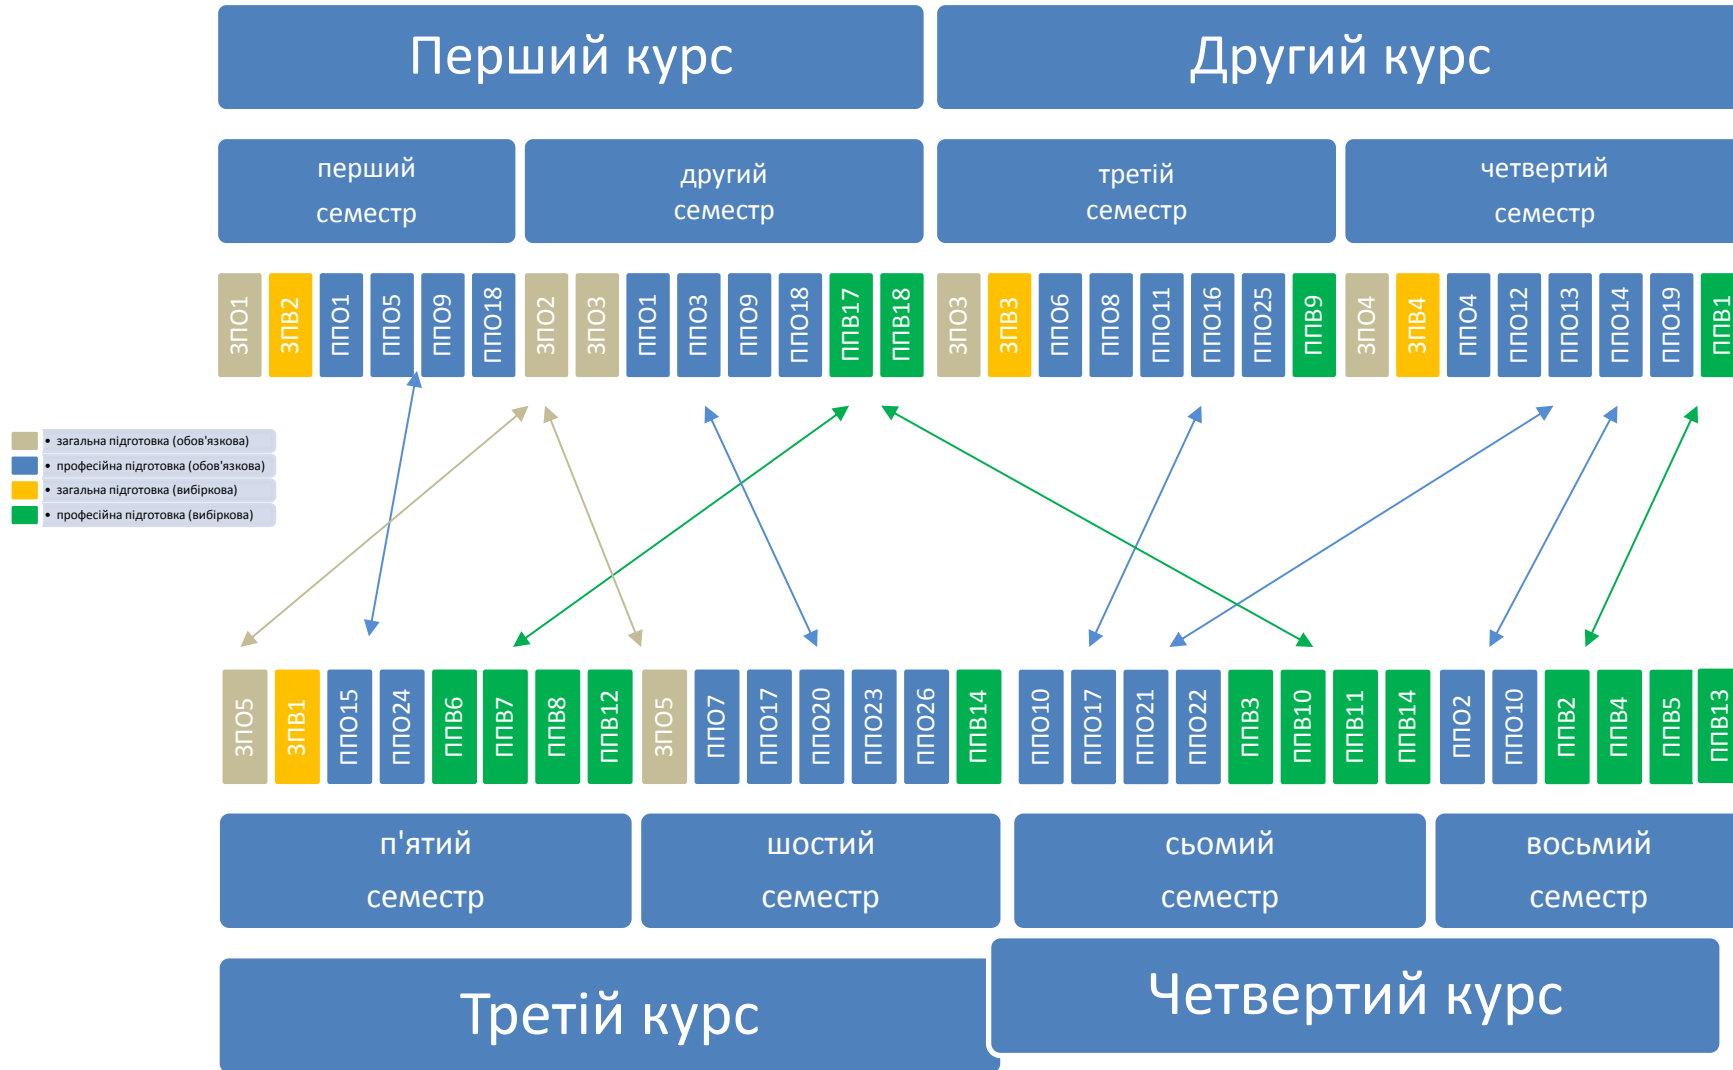 Перший курс
Другий курс
перший
семестр
другий
семестр
третій
семестр
четвертий
семестр
ЗПО1
ЗПВ2
ППО1
ППО5
ППО9
ППО18
ЗПО2
ЗПО3
ППО1
ППО3
ППО9
ППО18
ППВ17
ППВ18
ЗПО3
ЗПВ3
ППО6
ППО8
ППО11
ППО16
ППО25
ППВ9
ЗПО4
ЗПВ4
ППО4
ППО12
ППО13
ППО14
ППО19
ППВ1
• загальна підготовка (обов'язкова)
• професійна підготовка (обов'язкова)
• загальна підготовка (вибіркова)
• професійна підготовка (вибіркова)
ЗПО5
ЗПВ1
ППО15
ППО24
ППВ6
ППВ7
ППВ8
ППВ12
ЗПО5
ППО7
ППО17
ППО20
ППО23
ППО26
ППВ14
ППО10
ППО17
ППО21
ППО22
ППВ3
ППВ10
ППВ11
ППВ14
ППО2
ППО10
ППВ2
ППВ4
ППВ5
ППВ13
п'ятий
семестр
шостий
семестр
сьомий
семестр
восьмий
семестр
Третій курс
Четвертий курс